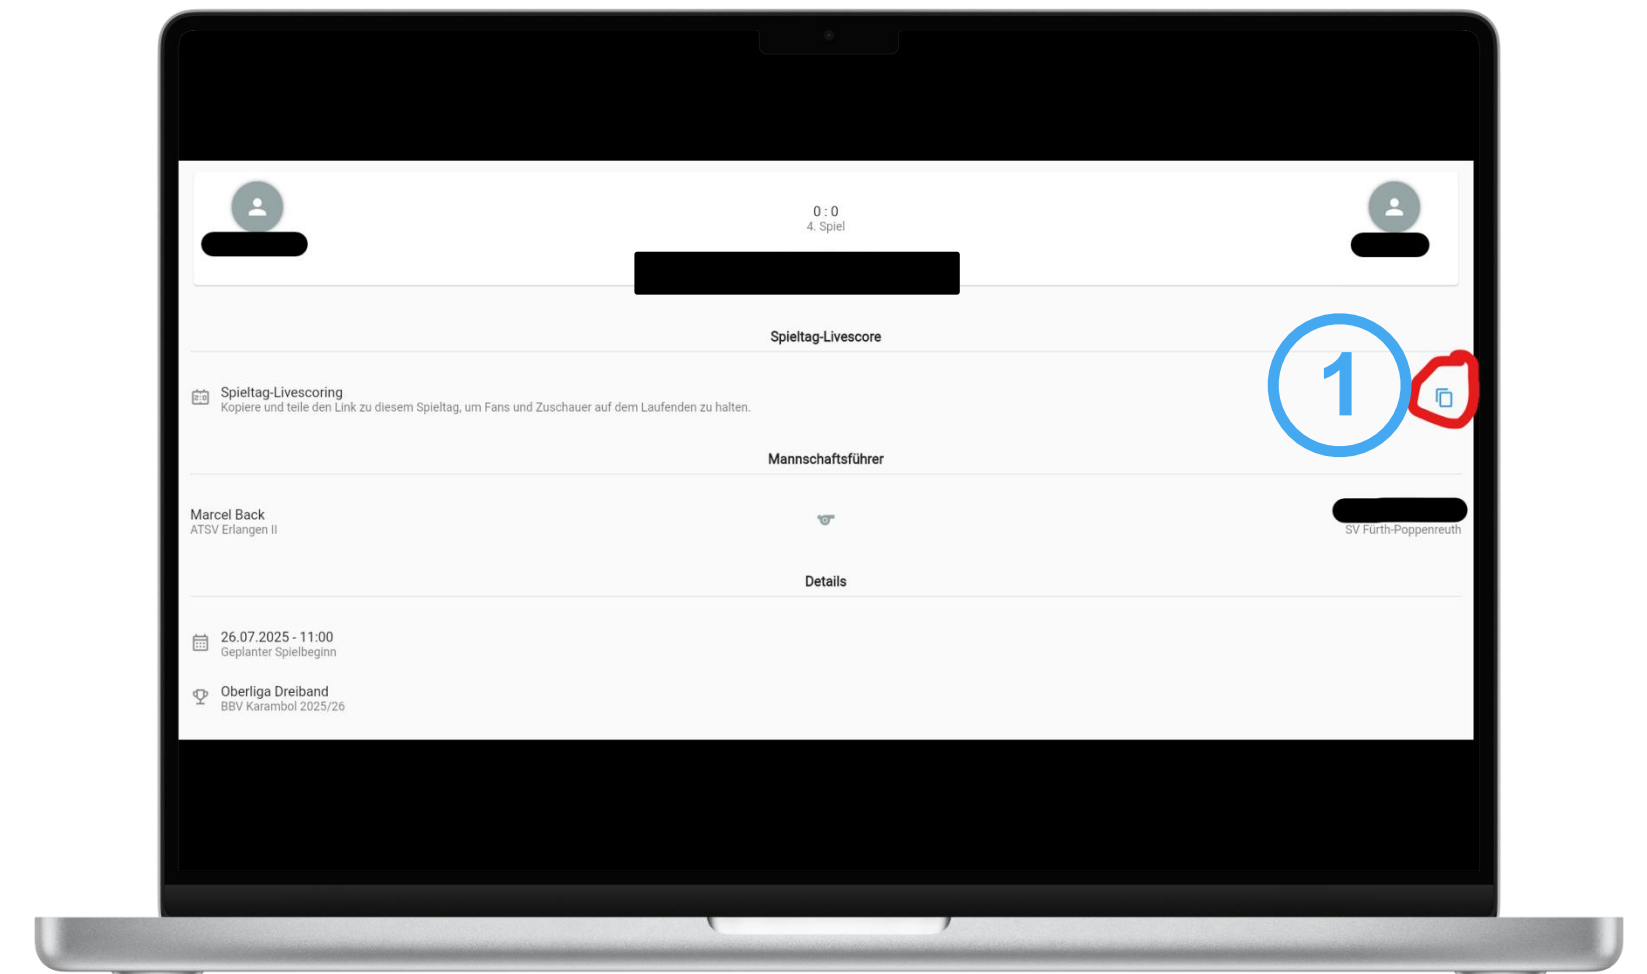 0 : 0
4. Spiel
Spieltag-Livescore
1
Spieltag-Livescoring
Kopiere und teile den Link zu diesem Spieltag, um Fans und Zuschauer auf dem Laufenden zu halten.
Mannschaftsführer
Marcel Back
ATSV Erlangen II
SV Fürth-Poppenreuth
Details
26.07.2025 - 11:00
Geplanter Spielbeginn
Oberliga Dreiband
BBV Karambol 2025/26